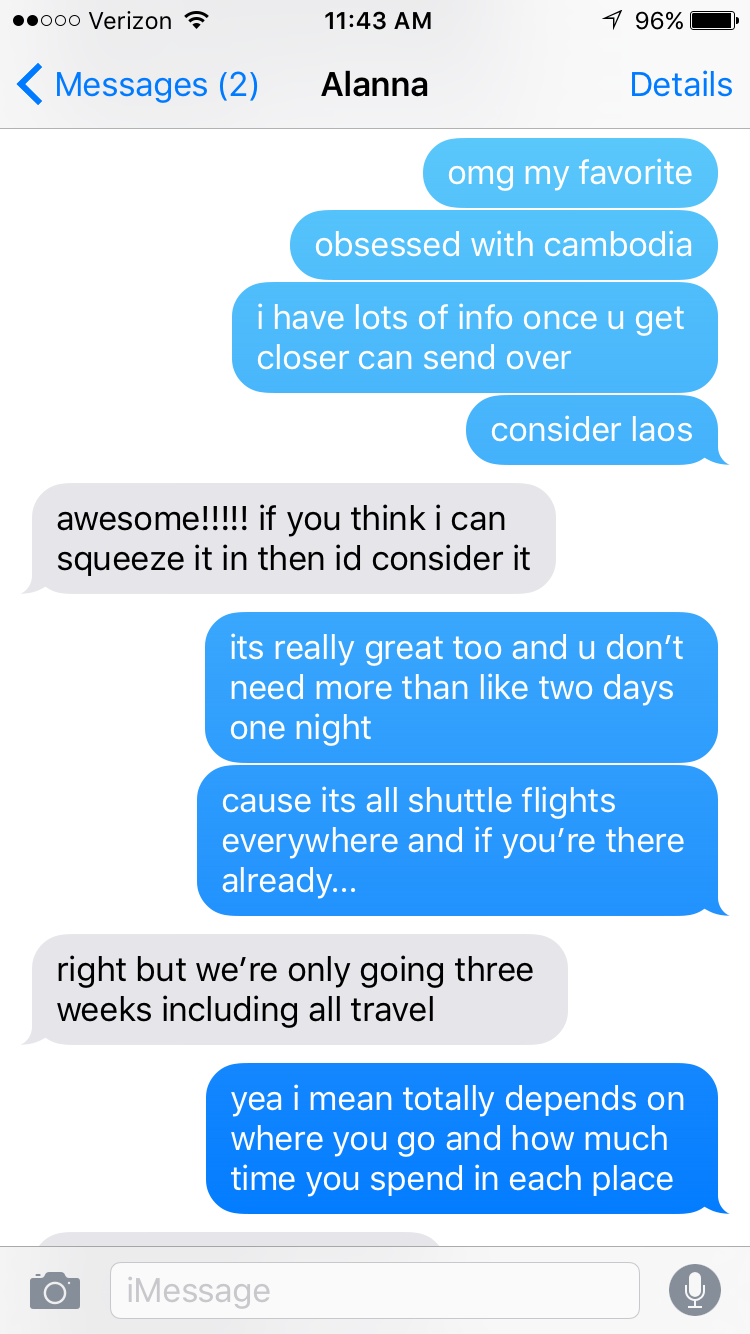 Verizon 11:43 AM 96%
Messages (2) Alanna Details
omg my favorite
obsessed with cambodia
i have lots of info once u get
closer can send over
consider laos
awesome!!!!! if you think i can
squeeze it in then id consider it
its really great too and u don’t
need more than like two days
one night
cause its all shuttle flights
everywhere and if you’re there
already...
right but we’re only going three
weeks including all travel
yea i mean totally depends on
where you go and how much
time you spend in each place
iMessage